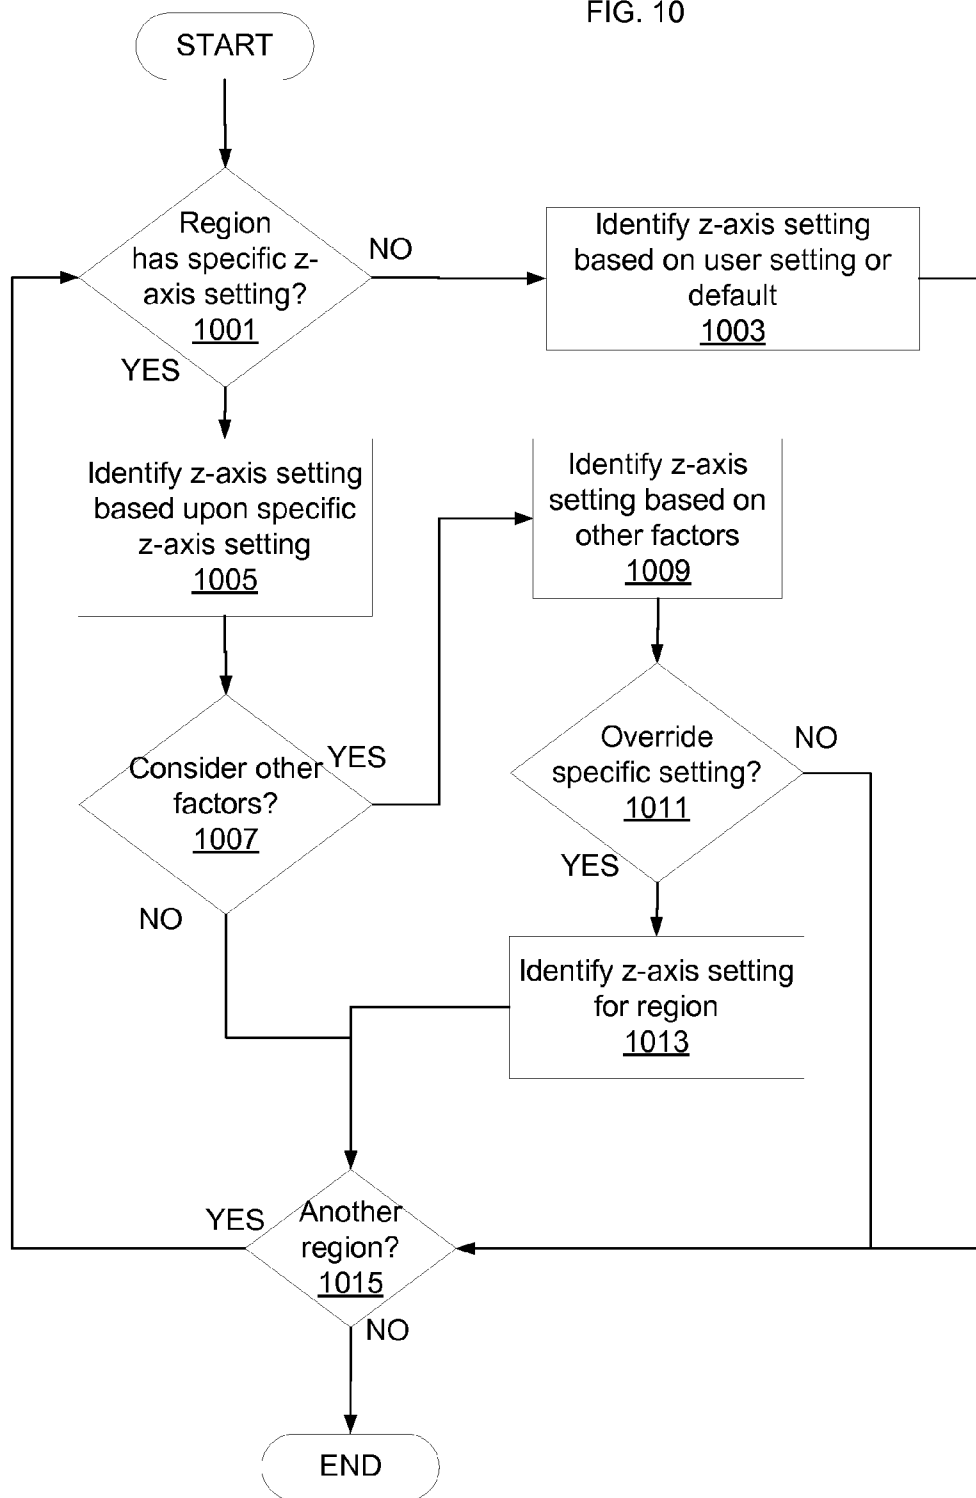 FIG. 10
START
Region
has specific z-
axis setting?
1001
NO
YES
Identify z-axis setting
based on user setting or
default
1003
Identify z-axis setting
based upon specific
z-axis setting
1005
Identify z-axis
setting based on
other factors
1009
Consider other
factors?
1007
YES
NO
Override
specific setting?
1011
NO
YES
Identify z-axis setting
for region
1013
Another
region?
1015
YES
NO
END